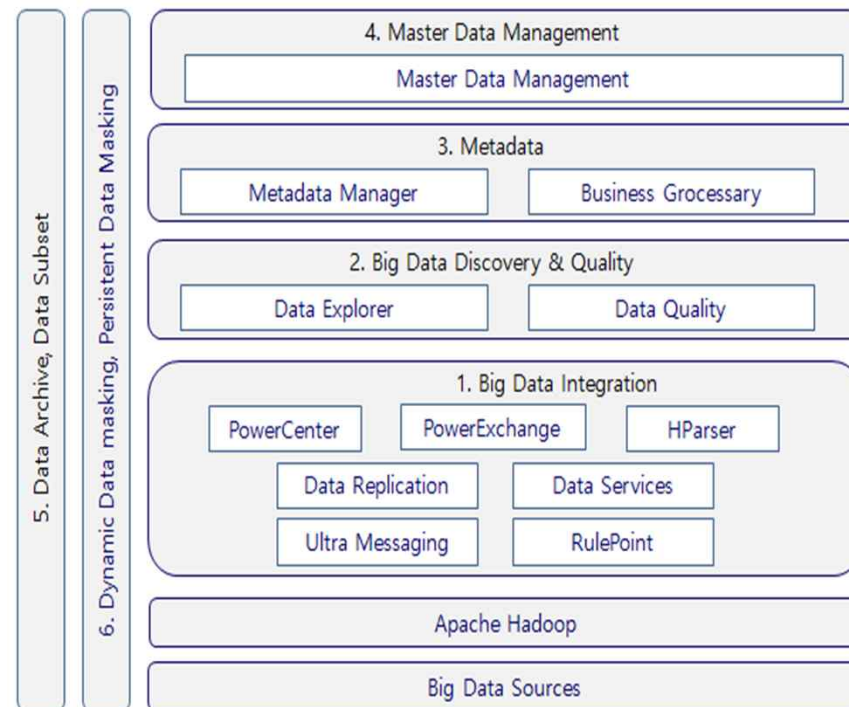 5. Data Archive, Data Subset
6. Dynamic Data masking, Persistent Data Masking
4. Master Data Management
Master Data Management
3. Metadata
Metadata Manager
Business Grocessary
2. Big Data Discovery & Quality
Data Explorer
Data Quality
1. Big Data Integration
PowerCenter
PowerExchange
HParser
Data Replication
Data Services
Ultra Messaging
RulePoint
Apache Hadoop
Big Data Sources